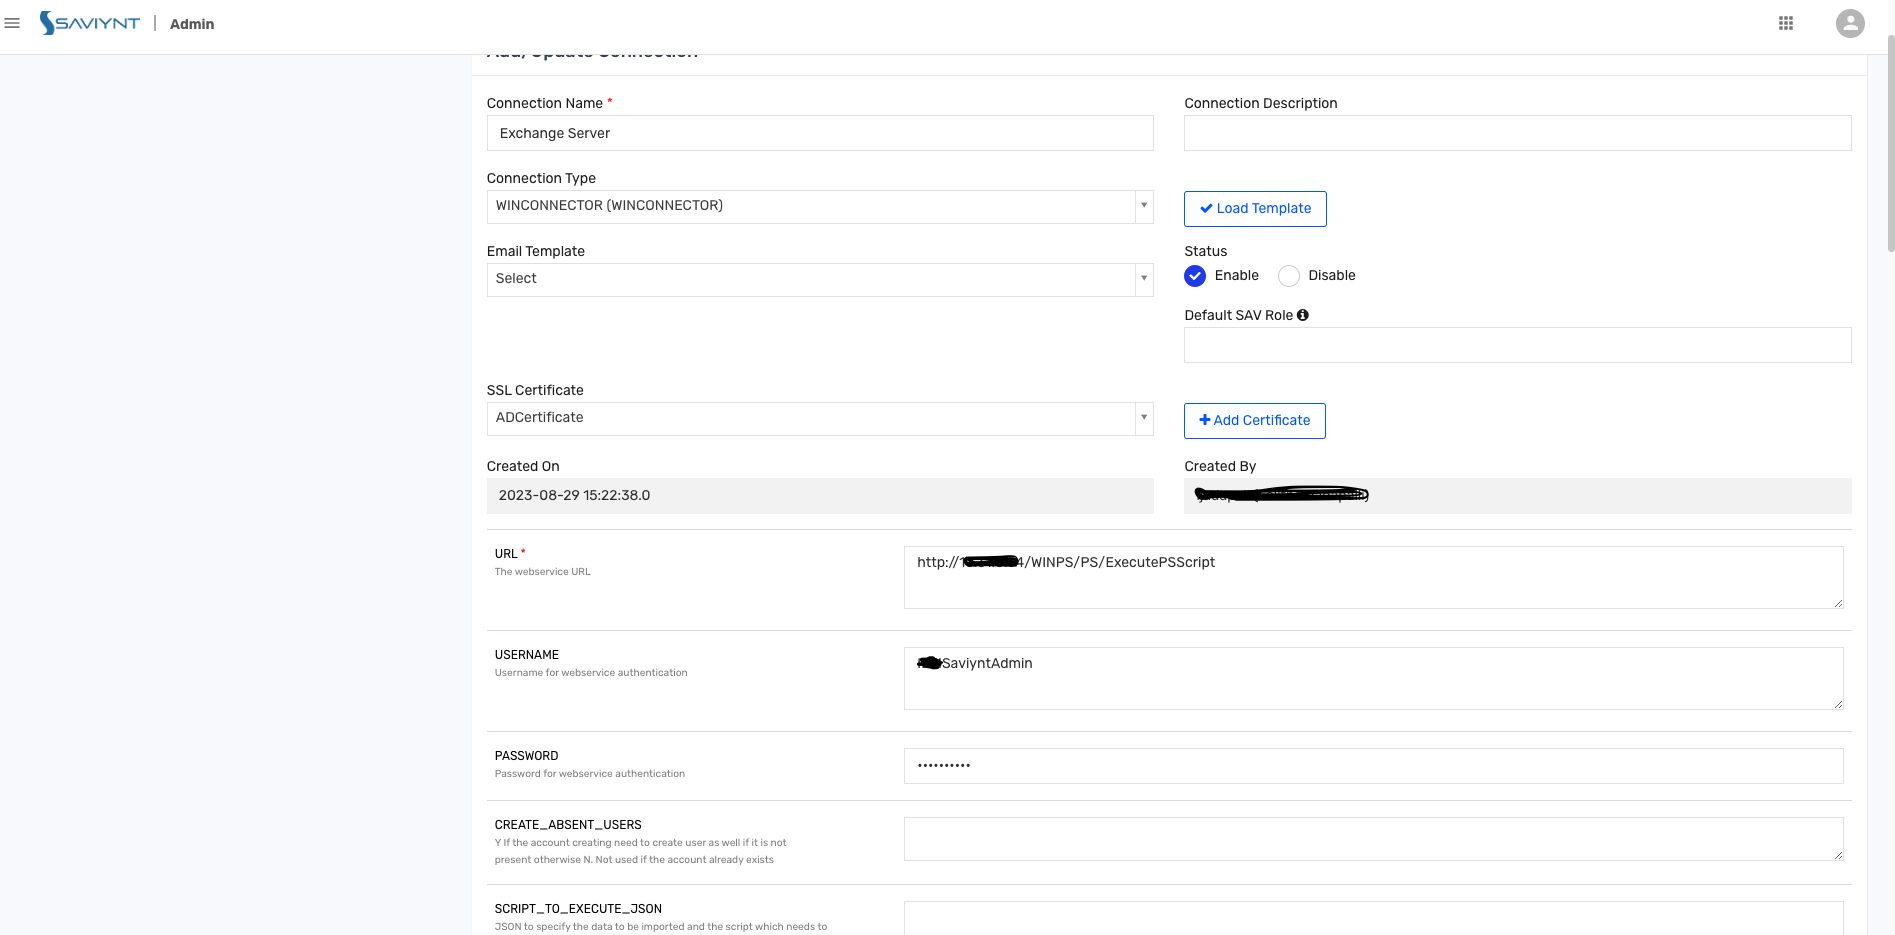 SAVIYNT | Admin
Add/Update Connection
Connection Name *
Connection Description
Exchange Server
Connection Type
WINCONNECTOR (WINCONNECTOR)
Load Template
Email Template
Status
Select
Enable
Disable
Default SAV Role
SSL Certificate
ADCertificate
Add Certificate
Created On
Created By
2023-08-29 15:22:38.0
URL *
The webservice URL
http://1 4/WINPS/PS/ExecutePSScript
USERNAME
Username for webservice authentication
SaviyntAdmin
PASSWORD
Password for webservice authentication
••••••••••
CREATE_ABSENT_USERS
Y If the account creating need to create user as well if it is not
present otherwise N. Not used if the account already exists
SCRIPT_TO_EXECUTE_JSON
JSON to specify the data to be imported and the script which needs to